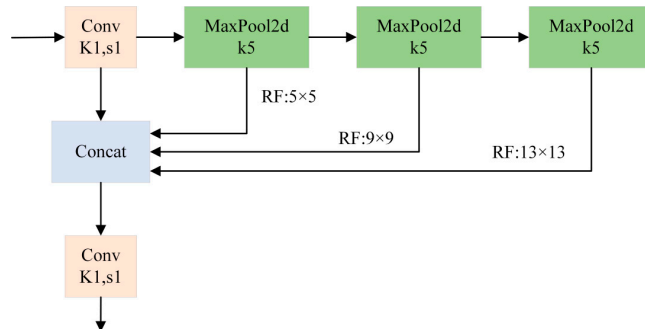 Conv
K1,s1
MaxPool2d
k5
MaxPool2d
k5
MaxPool2d
k5
RF:5×5
RF:9×9
RF:13×13
Concat
Conv
K1,s1